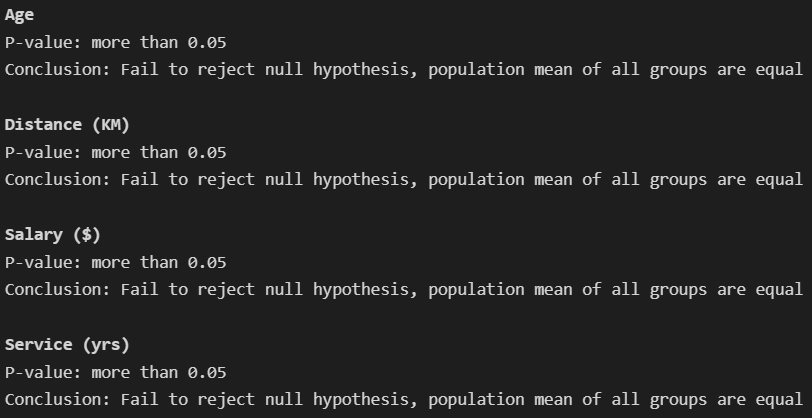 Age
P-value: more than 0.05
Conclusion: Fail to reject null hypothesis, population mean of all groups are equal
Distance (KM)
P-value: more than 0.05
Conclusion: Fail to reject null hypothesis, population mean of all groups are equal
Salary ($)
P-value: more than 0.05
Conclusion: Fail to reject null hypothesis, population mean of all groups are equal
Service (yrs)
P-value: more than 0.05
Conclusion: Fail to reject null hypothesis, population mean of all groups are equal